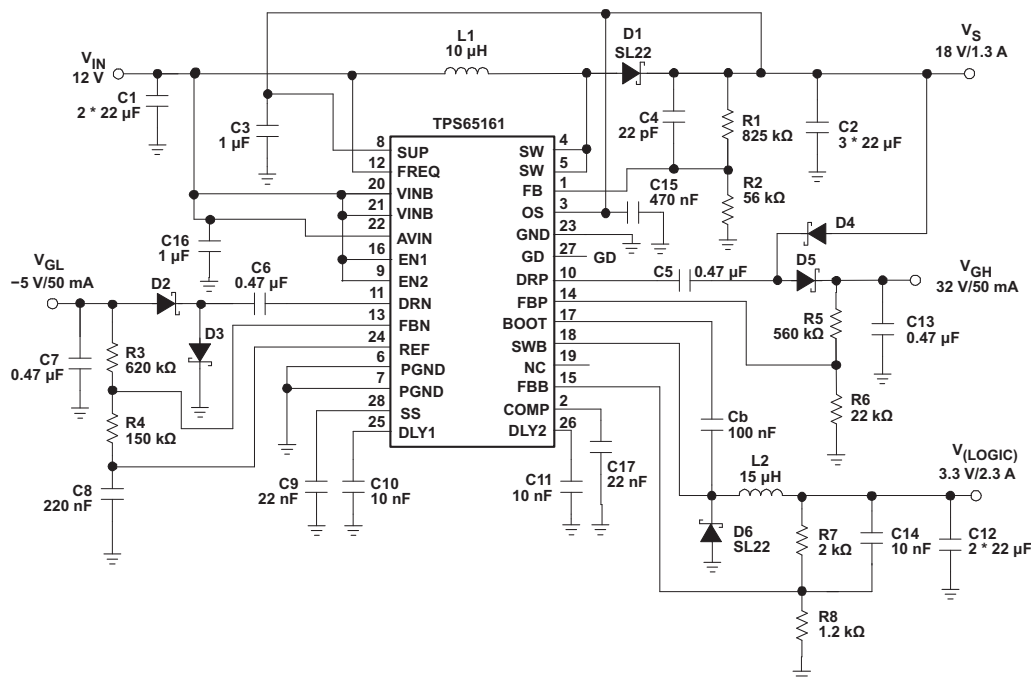 V_IN
12 V
C1
2 * 22 µF
C3
1 µF
L1
10 µH
D1
SL22
V_S
18 V/1.3 A
C4
22 pF
R1
825 kΩ
C2
3 * 22 µF
R2
56 kΩ
C15
470 nF
TPS65161
8
SUP
12
FREQ
20
VINB
21
VINB
22
AVIN
16
EN1
9
EN2
11
DRN
13
FBN
24
REF
6
PGND
7
PGND
28
SS
25
DLY1
4
SW
5
SW
1
FB
3
OS
23
GND
27
GD
GD
10
DRP
14
FBP
17
BOOT
18
SWB
19
NC
15
FBB
2
COMP
26
DLY2
C16
1 µF
V_GL
−5 V/50 mA
D2
C6
0.47 µF
D3
C7
0.47 µF
R3
620 kΩ
R4
150 kΩ
C8
220 nF
C9
22 nF
C10
10 nF
C11
10 nF
C17
22 nF
D4
C5
0.47 µF
D5
V_GH
32 V/50 mA
R5
560 kΩ
C13
0.47 µF
R6
22 kΩ
Cb
100 nF
L2
15 µH
V_(LOGIC)
3.3 V/2.3 A
D6
SL22
R7
2 kΩ
C14
10 nF
C12
2 * 22 µF
R8
1.2 kΩ